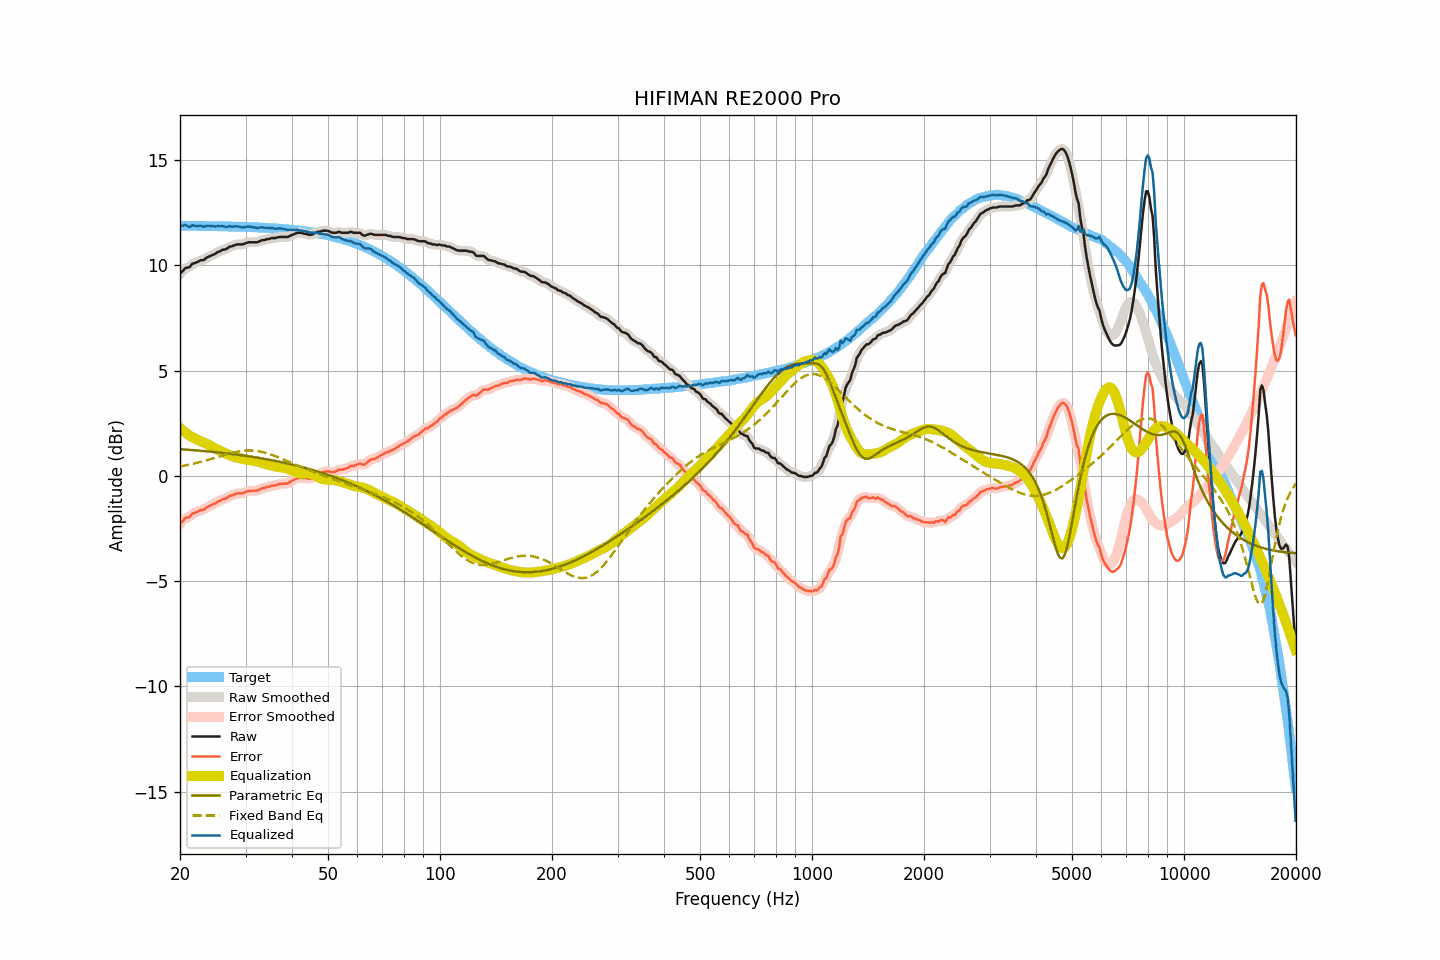 HIFIMAN RE2000 Pro
Amplitude (dBr)
15
10
5
0
−5
−10
−15
Target
Raw Smoothed
Error Smoothed
Raw
Error
Equalization
Parametric Eq
Fixed Band Eq
Equalized
20
50
100
200
500
1000
2000
5000
10000
20000
Frequency (Hz)